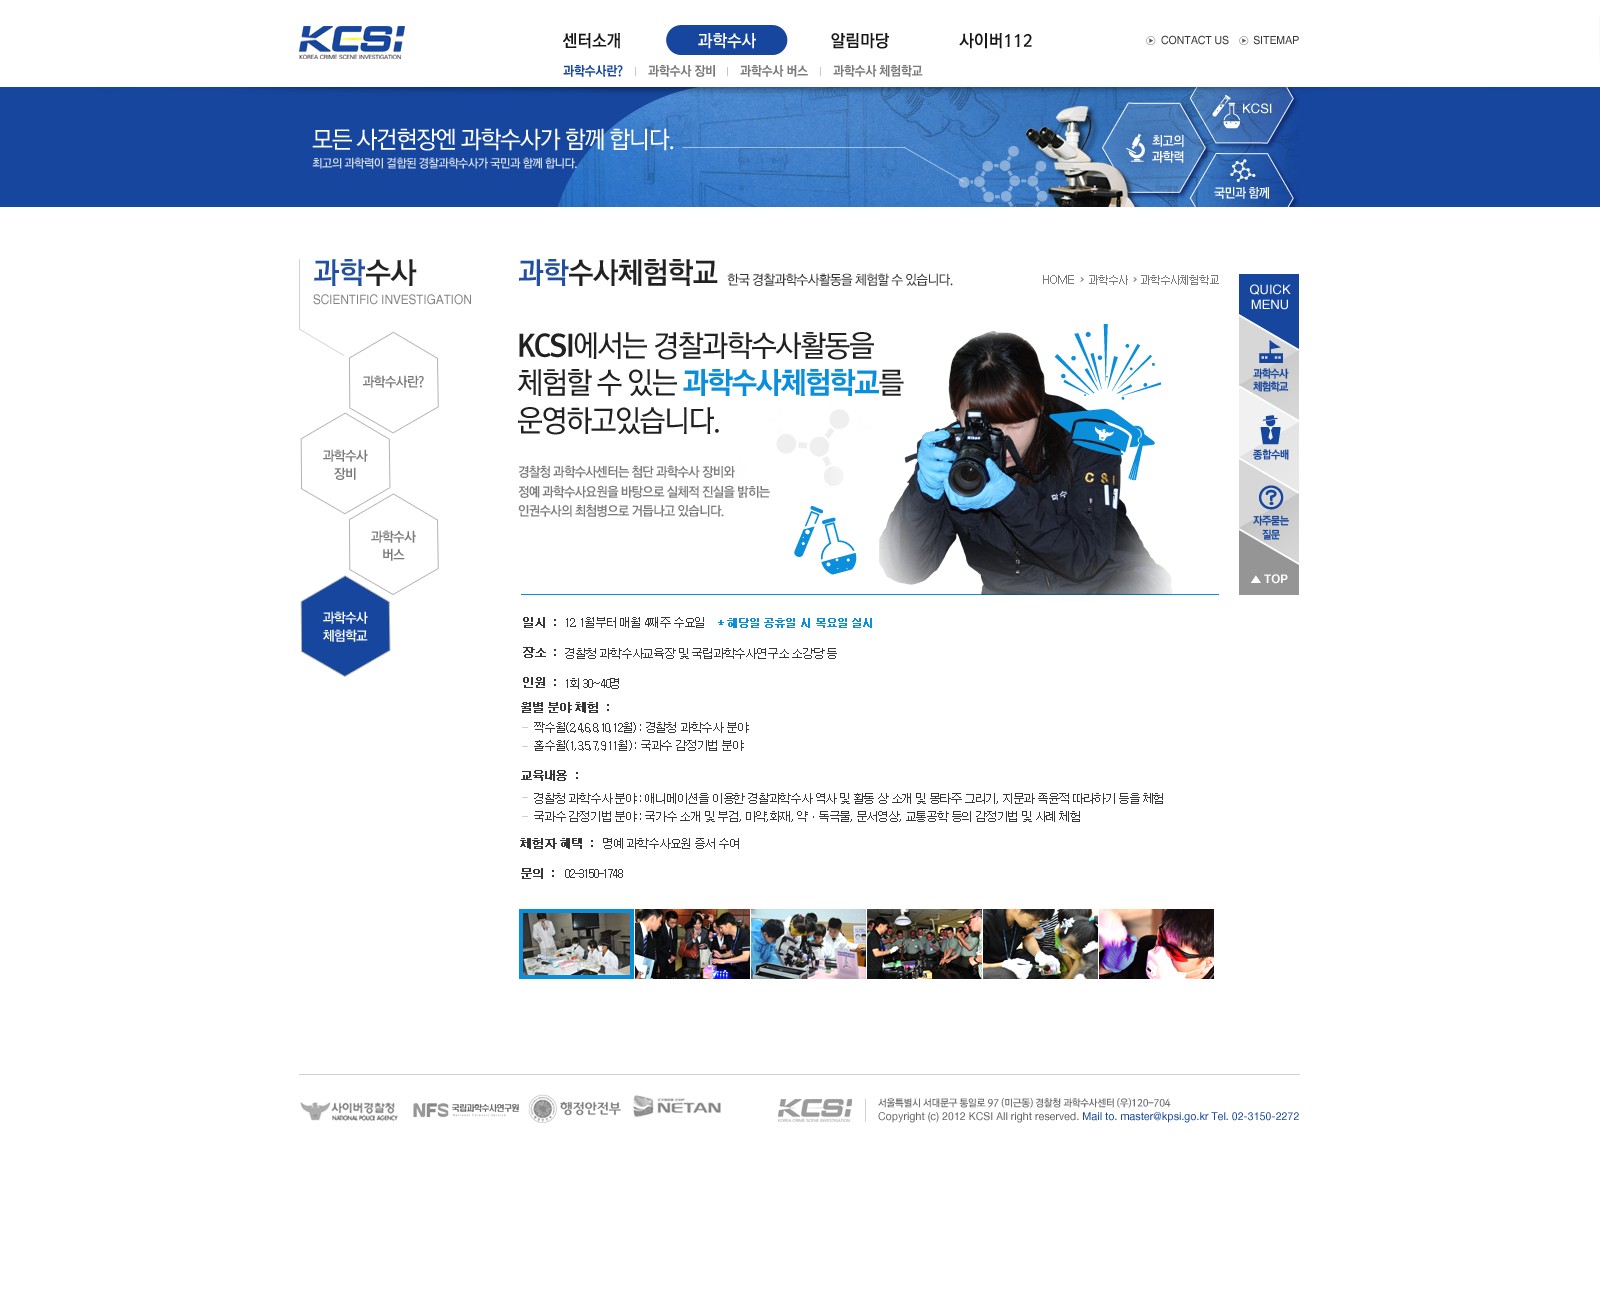 KCSI
KOREA CRIME SCENE INVESTIGATION
센터소개
과학수사
알림마당
사이버112
CONTACT US
SITEMAP
과학수사란?
과학수사 장비
과학수사 버스
과학수사 체험학교
모든 사건현장엔 과학수사가 함께 합니다.
최고의 과학력이 결합된 경찰과학수사가 국민과 함께 합니다.
KCSI
최고의
과학력
국민과 함께
과학수사
SCIENTIFIC INVESTIGATION
과학수사란?
과학수사
장비
과학수사
버스
과학수사
체험학교
과학수사체험학교 한국 경찰과학수사활동을 체험할 수 있습니다.
HOME > 과학수사 > 과학수사체험학교
KCSI에서는 경찰과학수사활동을
체험할 수 있는 과학수사체험학교를
운영하고있습니다.
경찰청 과학수사센터는 첨단 과학수사 장비와
정예 과학수사요원을 바탕으로 실체적 진실을 밝히는
인권수사의 최첨병으로 거듭나고 있습니다.
Nikon
CSI
QUICK
MENU
과학수사
체험학교
종합수배
자주묻는
질문
▲ TOP
일시 : 12. 1월부터 매월 4째주 수요일 * 해당일 공휴일 시 목요일 실시
장소 : 경찰청 과학수사교육장 및 국립과학수사연구소 소강당 등
인원 : 1회 30~40명
월별 분야 체험 :
- 짝수월(2,4,6,8,10,12월) : 경찰청 과학수사 분야
- 홀수월(1,3,5,7,9,11월) : 국과수 감정기법 분야
교육내용 :
- 경찰청 과학수사 분야 : 애니메이션을 이용한 경찰과학수사 역사 및 활동 상 소개 및 몽타주 그리기, 지문과 족윤적 따라하기 등을 체험
- 국과수 감정기법 분야 : 국가수 소개 및 부검, 마약,화재, 약 · 독극물, 문서영상, 교통공학 등의 감정기법 및 사례 체험
체험자 혜택 : 명예 과학수사요원 증서 수여
문의 : 02-3150-1748
사이버경찰청
NATIONAL POLICE AGENCY
NFS 국립과학수사연구원
행정안전부
NETAN
KCSI
KOREA CRIME SCENE INVESTIGATION
서울특별시 서대문구 통일로 97 (미근동) 경찰청 과학수사센터 (우)120-704
Copyright (c) 2012 KCSI All right reserved. Mail to. master@kpsi.go.kr Tel. 02-3150-2272